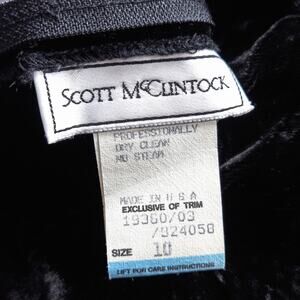 SCOTT McCLINTOCK
PROFESSIONALLY
DRY CLEAN
NO STEAM
MADE IN U S A
EXCLUSIVE OF TRIM
19360/03
/924058
SIZE 10
LIFT FOR CARE INSTRUCTIONS